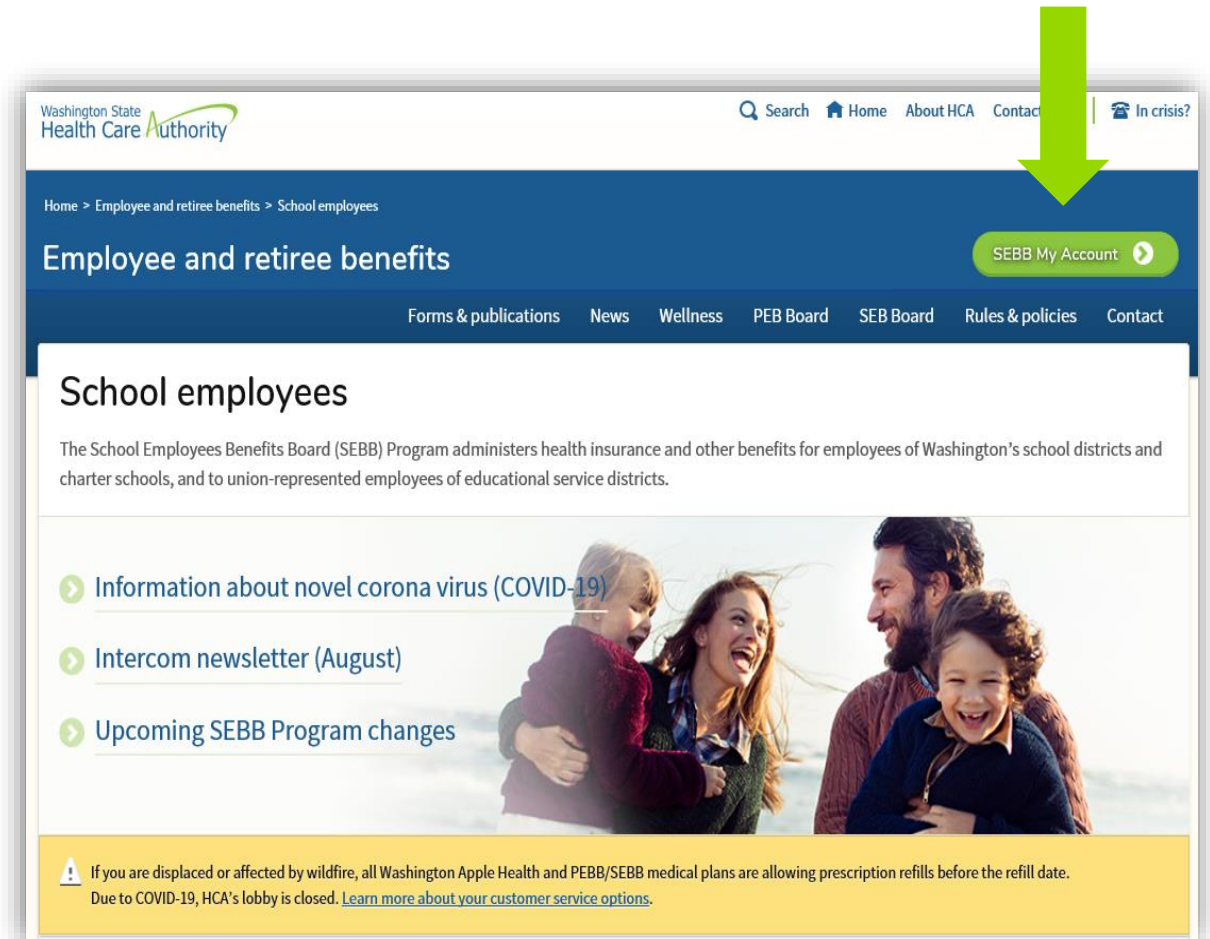 Washington State
Health Care Authority
Search Home About HCA Contact In crisis?
Home > Employee and retiree benefits > School employees
Employee and retiree benefits
SEBB My Account
Forms & publications News Wellness PEB Board SEB Board Rules & policies Contact
School employees
The School Employees Benefits Board (SEBB) Program administers health insurance and other benefits for employees of Washington's school districts and
charter schools, and to union-represented employees of educational service districts.
Information about novel corona virus (COVID-19)
Intercom newsletter (August)
Upcoming SEBB Program changes
If you are displaced or affected by wildfire, all Washington Apple Health and PEBB/SEBB medical plans are allowing prescription refills before the refill date.
Due to COVID-19, HCA's lobby is closed. Learn more about your customer service options.